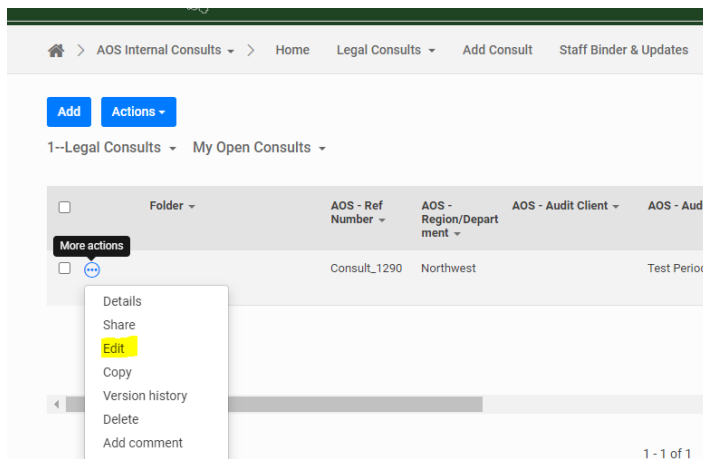 AOS Internal Consults Home Legal Consults Add Consult Staff Binder & Updates
Add Actions
1--Legal Consults My Open Consults
Folder AOS - Ref Number AOS - Region/Department AOS - Audit Client AOS - Aud
More actions
Consult_1290 Northwest Test Period
Details
Share
Edit
Copy
Version history
Delete
Add comment
1 - 1 of 1